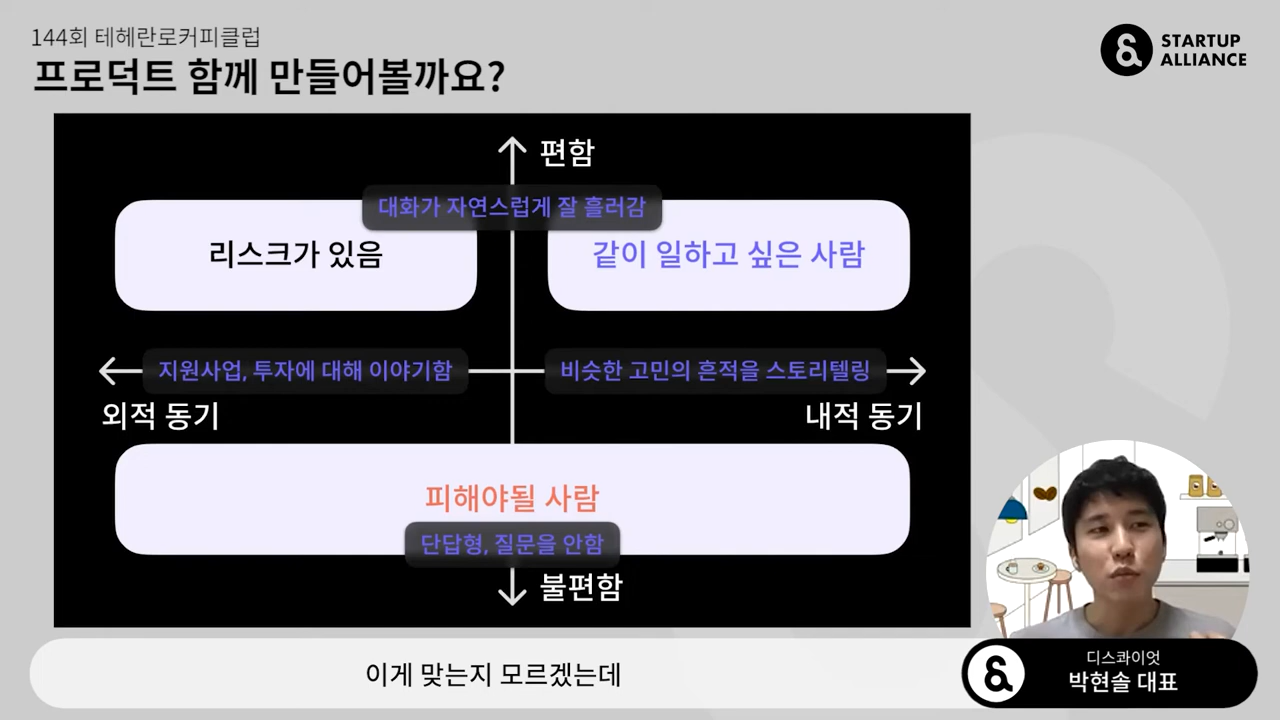 144회 테헤란로커피클럽
프로덕트 함께 만들어볼까요?
STARTUP
ALLIANCE
편함
대화가 자연스럽게 잘 흘러감
리스크가 있음
같이 일하고 싶은 사람
지원사업, 투자에 대해 이야기함
비슷한 고민의 흔적을 스토리텔링
외적 동기
내적 동기
피해야될 사람
단답형, 질문을 안함
불편함
이게 맞는지 모르겠는데
디스콰이엇
박현솔 대표